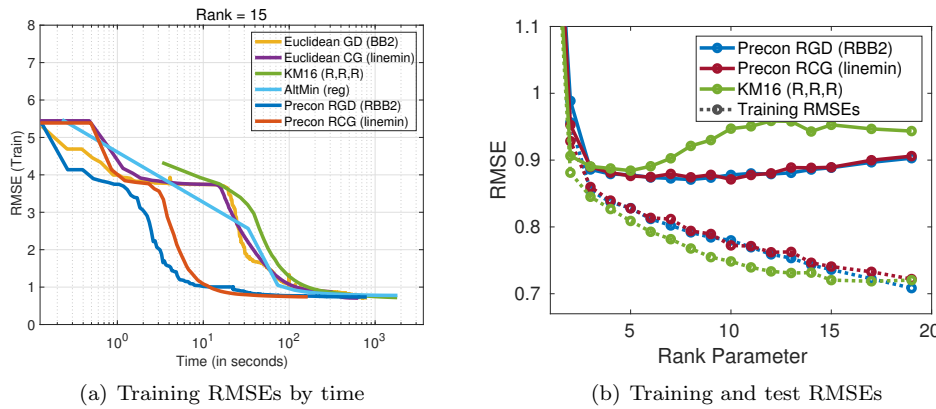 Rank = 15
8
7
6
5
4
3
2
1
0
RMSE (Train)
Euclidean GD (BB2)
Euclidean CG (linemin)
KM16 (R,R,R)
AltMin (reg)
Precon RGD (RBB2)
Precon RCG (linemin)
10^0
10^1
10^2
10^3
Time (in seconds)
(a) Training RMSEs by time
1.1
1
0.9
0.8
0.7
RMSE
Precon RGD (RBB2)
Precon RCG (linemin)
KM16 (R,R,R)
Training RMSEs
5
10
15
20
Rank Parameter
(b) Training and test RMSEs